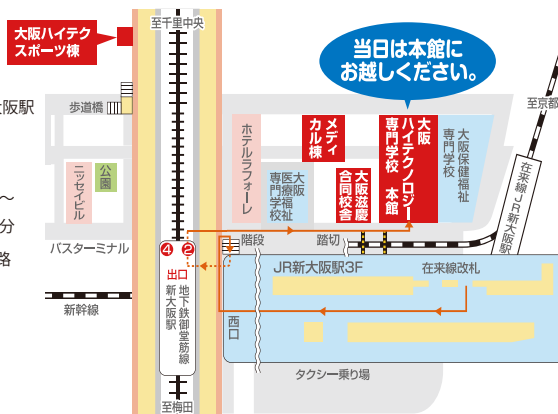 至千里中央
大阪ハイテク
スポーツ棟
当日は本館に
お越しください。
大阪駅
歩道橋
至京都
ホテルラフォーレ
メディ
カル棟
大阪
ハイテクノロジー
専門学校 本館
大阪保健福祉
専門学校
ニッセイビル
公園
大阪
医療福祉
専門学校
大阪滋慶
合同校舎
在来線JR新大阪駅
～
分
路
バスターミナル
4
2
出口
階段
踏切
JR新大阪駅3F
在来線改札
新幹線
地下鉄御堂筋線
新大阪駅
西口
タクシー乗り場
至梅田